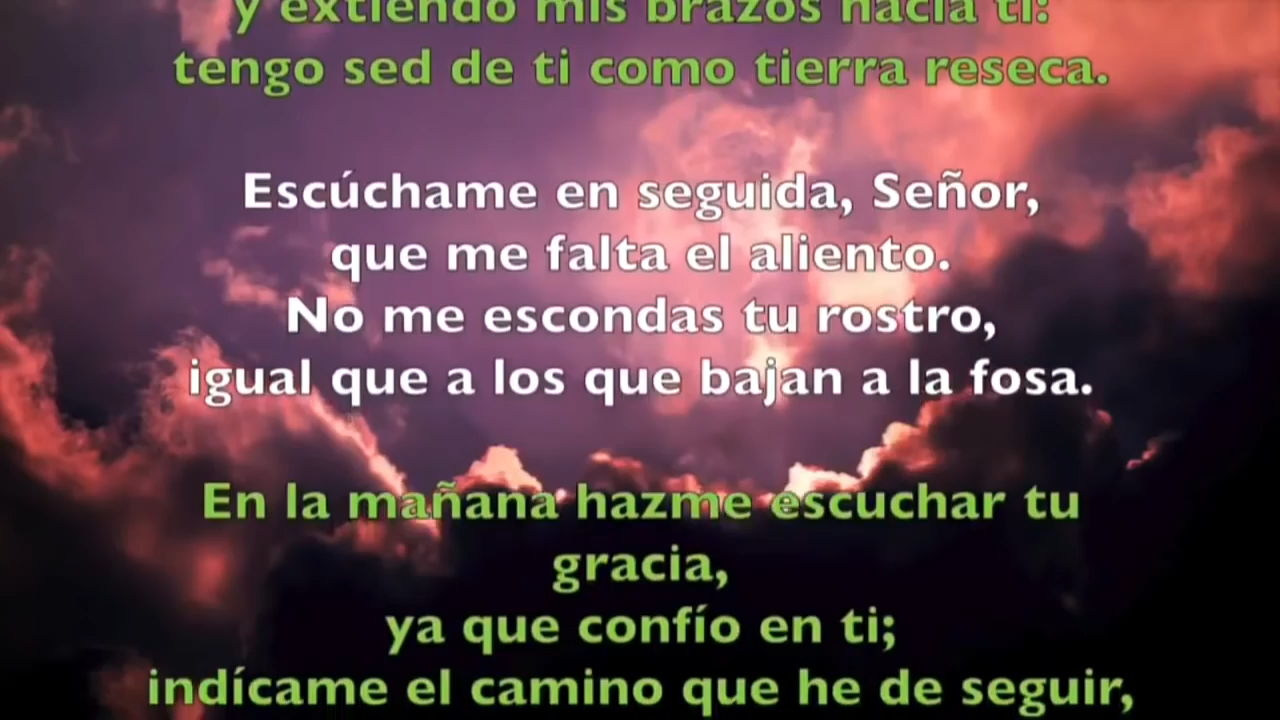 y extiendo mis brazos hacia ti:
tengo sed de ti como tierra reseca.
Escúchame en seguida, Señor,
que me falta el aliento.
No me escondas tu rostro,
igual que a los que bajan a la fosa.
En la mañana hazme escuchar tu
gracia,
ya que confío en ti;
indícame el camino que he de seguir,